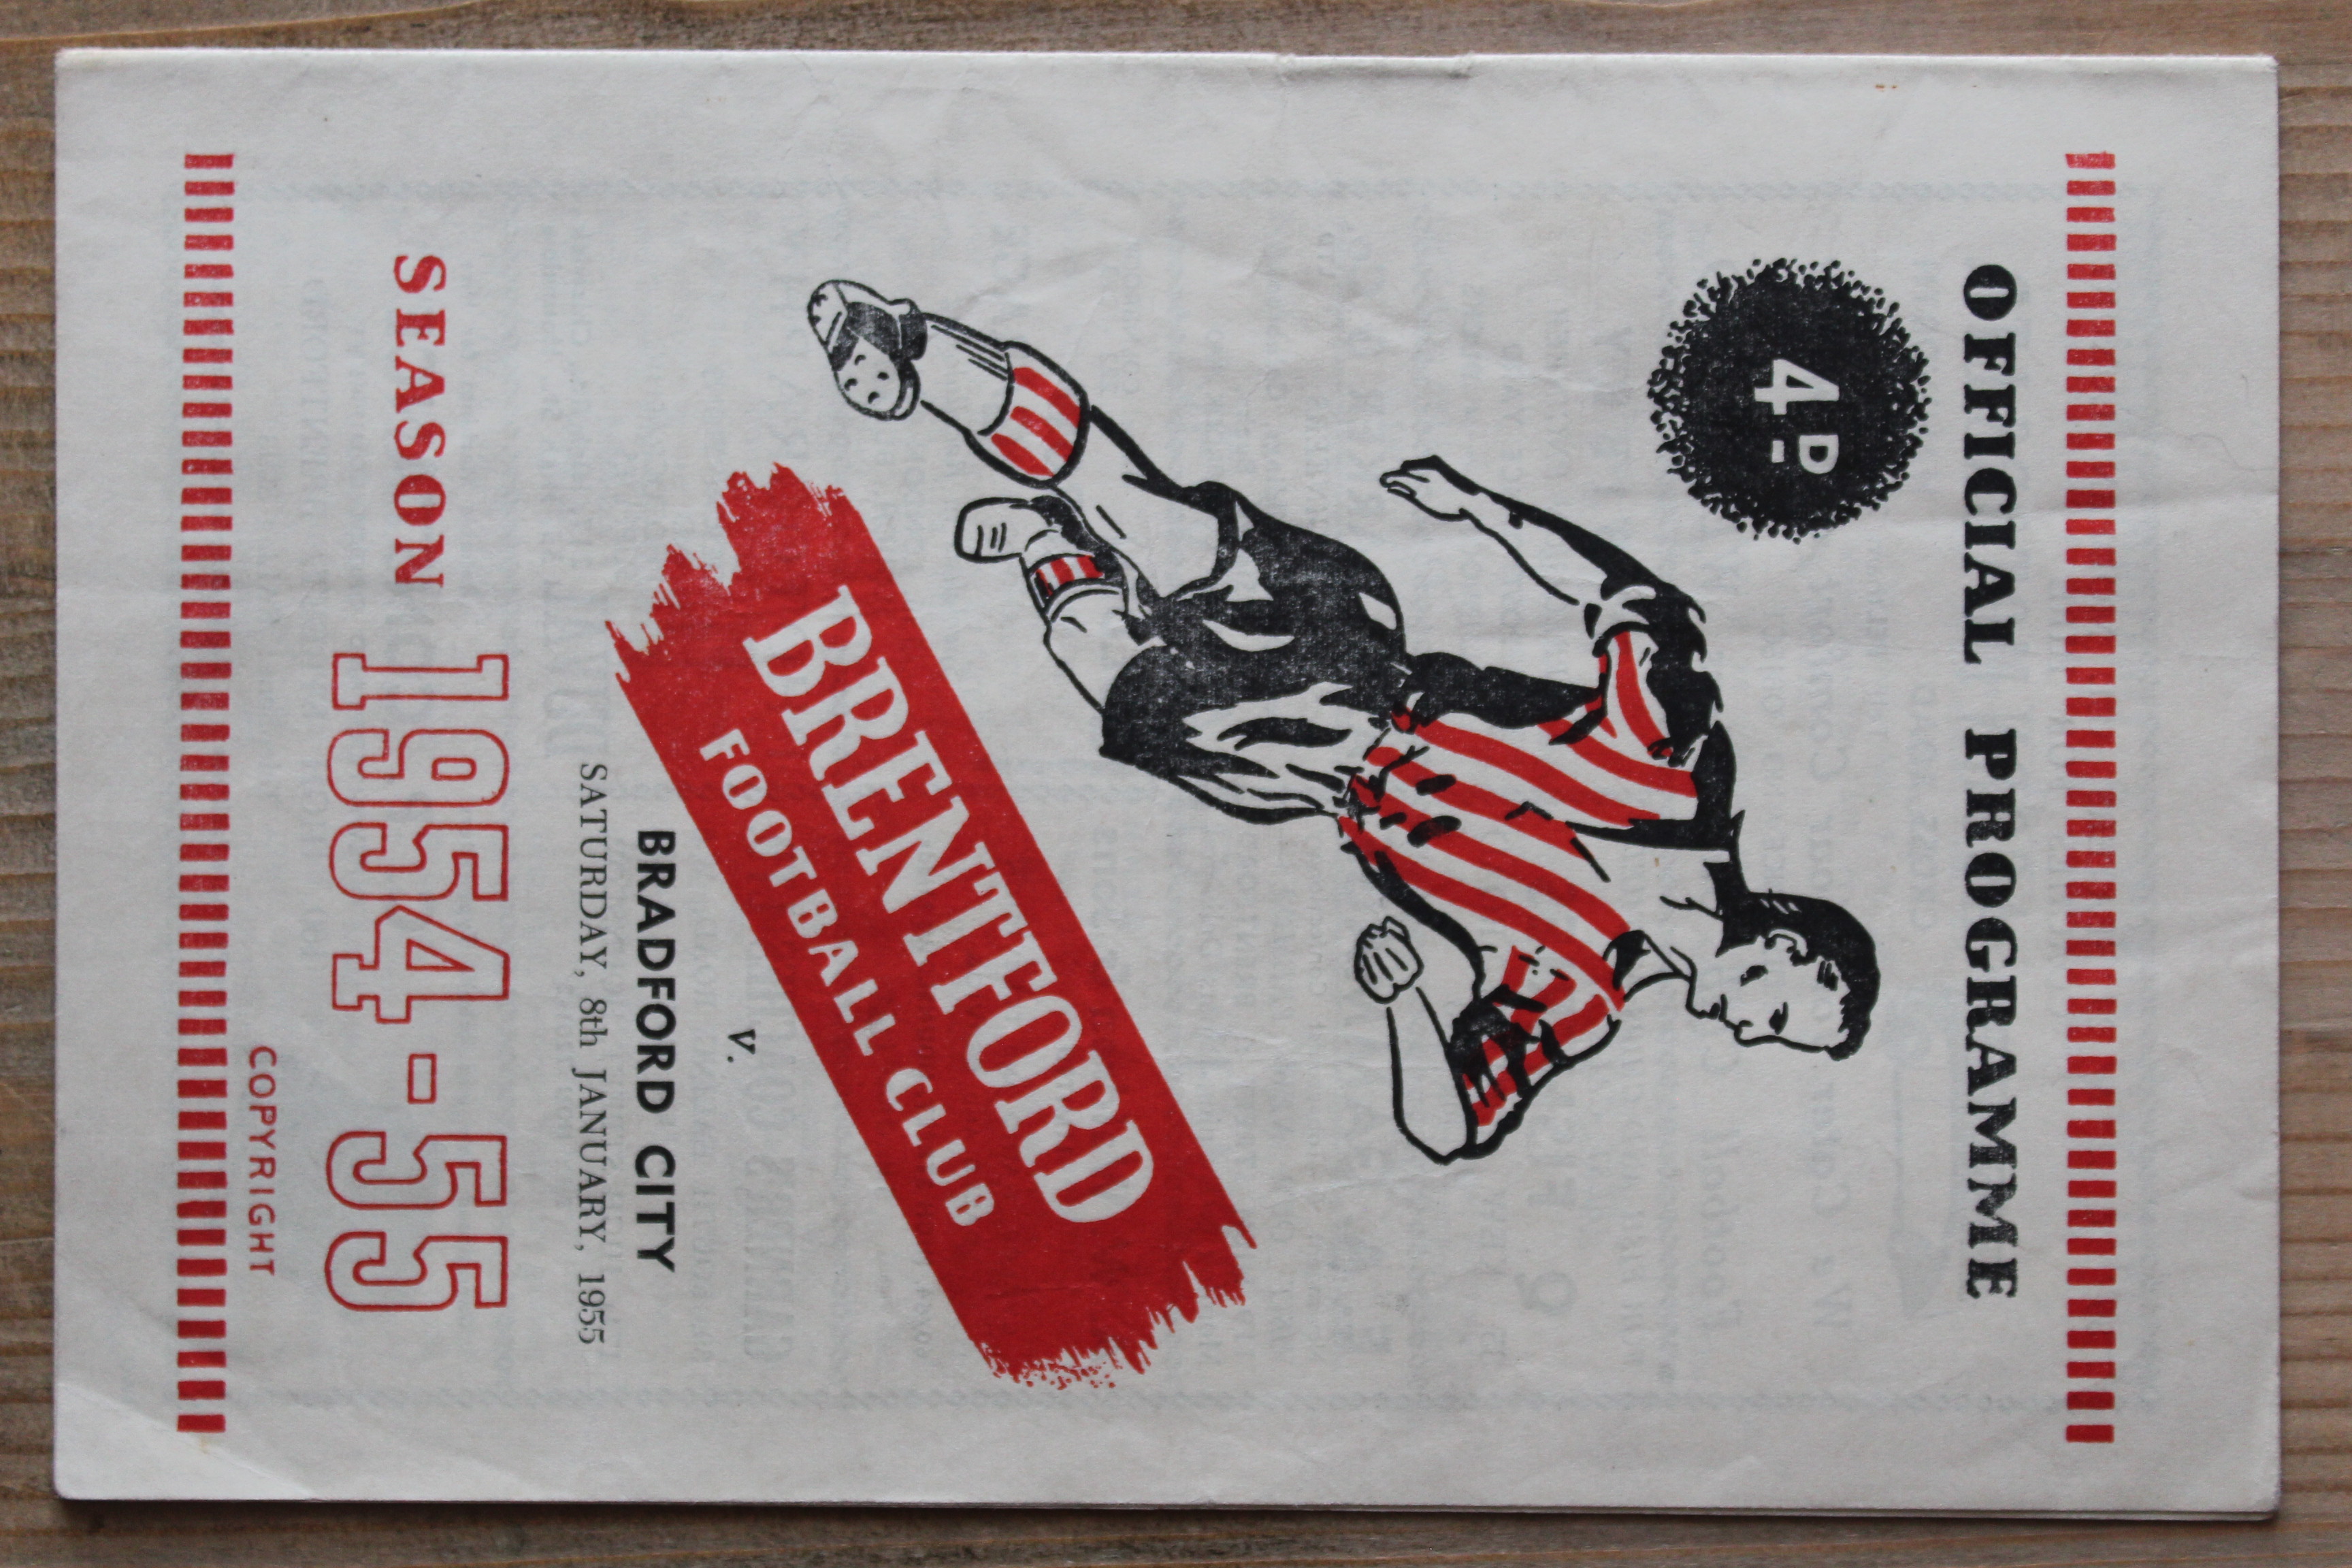 OFFICIAL PROGRAMME
4D
BRENTFORD
FOOTBALL CLUB
v.
BRADFORD CITY
SATURDAY, 8th JANUARY, 1955
SEASON 1954-55
COPYRIGHT